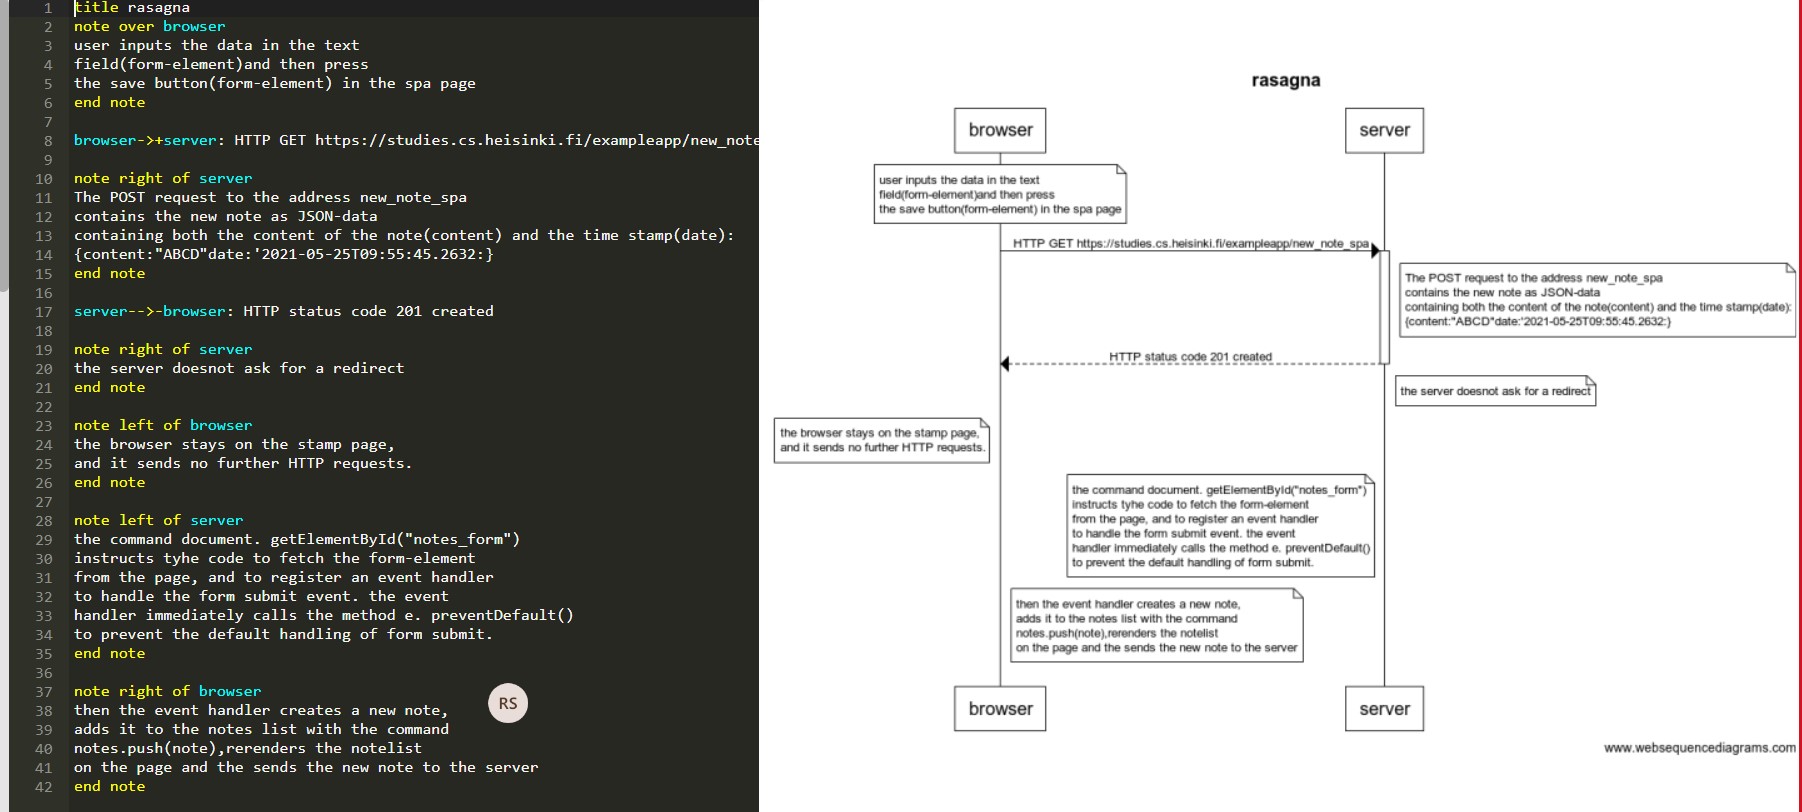 1 title rasagna
2 note over browser
3 user inputs the data in the text
4 field(form-element)and then press
5 the save button(form-element) in the spa page
6 end note
7
8 browser->+server: HTTP GET https://studies.cs.heisinki.fi/exampleapp/new_note
9
10 note right of server
11 The POST request to the address new_note_spa
12 contains the new note as JSON-data
13 containing both the content of the note(content) and the time stamp(date):
14 {content:"ABCD"date:'2021-05-25T09:55:45.2632:}
15 end note
16
17 server-->-browser: HTTP status code 201 created
18
19 note right of server
20 the server doesnot ask for a redirect
21 end note
22
23 note left of browser
24 the browser stays on the stamp page,
25 and it sends no further HTTP requests.
26 end note
27
28 note left of server
29 the command document. getElementById("notes_form")
30 instructs tyhe code to fetch the form-element
31 from the page, and to register an event handler
32 to handle the form submit event. the event
33 handler immediately calls the method e. preventDefault()
34 to prevent the default handling of form submit.
35 end note
36
37 note right of browser
38 then the event handler creates a new note,
39 adds it to the notes list with the command
40 notes.push(note),rerenders the notelist
41 on the page and the sends the new note to the server
42 end note
RS
rasagna
browser
server
user inputs the data in the text
field(form-element)and then press
the save button(form-element) in the spa page
HTTP GET https://studies.cs.heisinki.fi/exampleapp/new_note_spa
The POST request to the address new_note_spa
contains the new note as JSON-data
containing both the content of the note(content) and the time stamp(date):
{content:"ABCD"date:'2021-05-25T09:55:45.2632:}
HTTP status code 201 created
the server doesnot ask for a redirect
the browser stays on the stamp page,
and it sends no further HTTP requests.
the command document. getElementById("notes_form")
instructs tyhe code to fetch the form-element
from the page, and to register an event handler
to handle the form submit event. the event
handler immediately calls the method e. preventDefault()
to prevent the default handling of form submit.
then the event handler creates a new note,
adds it to the notes list with the command
notes.push(note),rerenders the notelist
on the page and the sends the new note to the server
browser
server
www.websequencediagrams.com